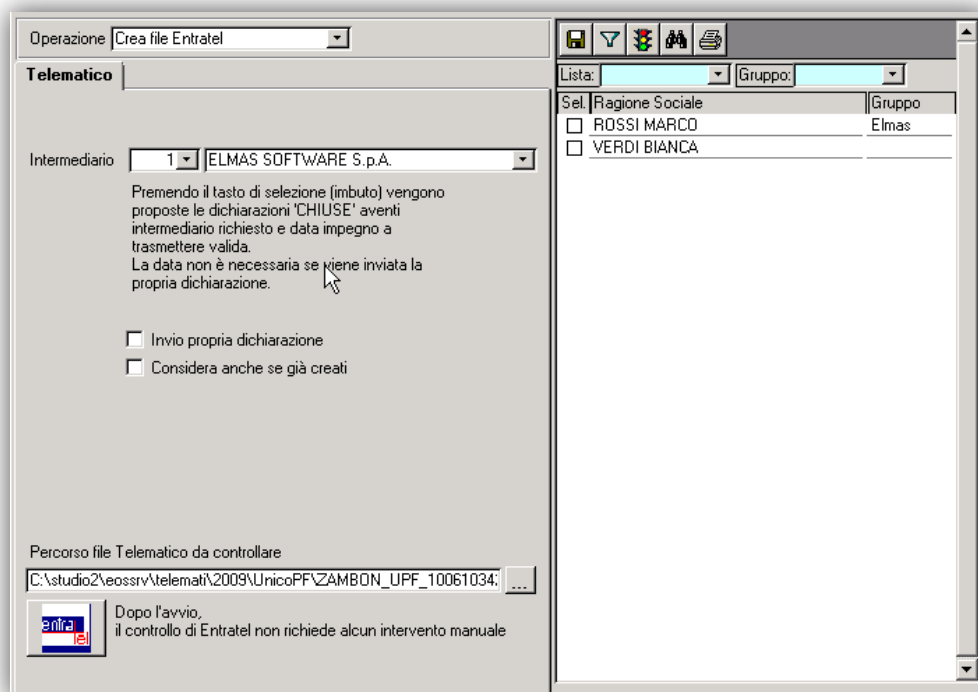 Operazione Crea file Entratel
Telematico
Intermediario 1 ELMAS SOFTWARE S.p.A.
Premendo il tasto di selezione (imbuto) vengono
proposte le dichiarazioni 'CHIUSE' aventi
intermediario richiesto e data impegno a
trasmettere valida.
La data non è necessaria se viene inviata la
propria dichiarazione.
Invio propria dichiarazione
Considera anche se già creati
Percorso file Telematico da controllare
C:\studio2\eossrv\telemati\2009\UnicoPF\ZAMBON_UPF_10061034
...
entra
tel
Dopo l'avvio,
il controllo di Entratel non richiede alcun intervento manuale
Lista: Gruppo:
Sel. Ragione Sociale Gruppo
ROSSI MARCO Elmas
VERDI BIANCA